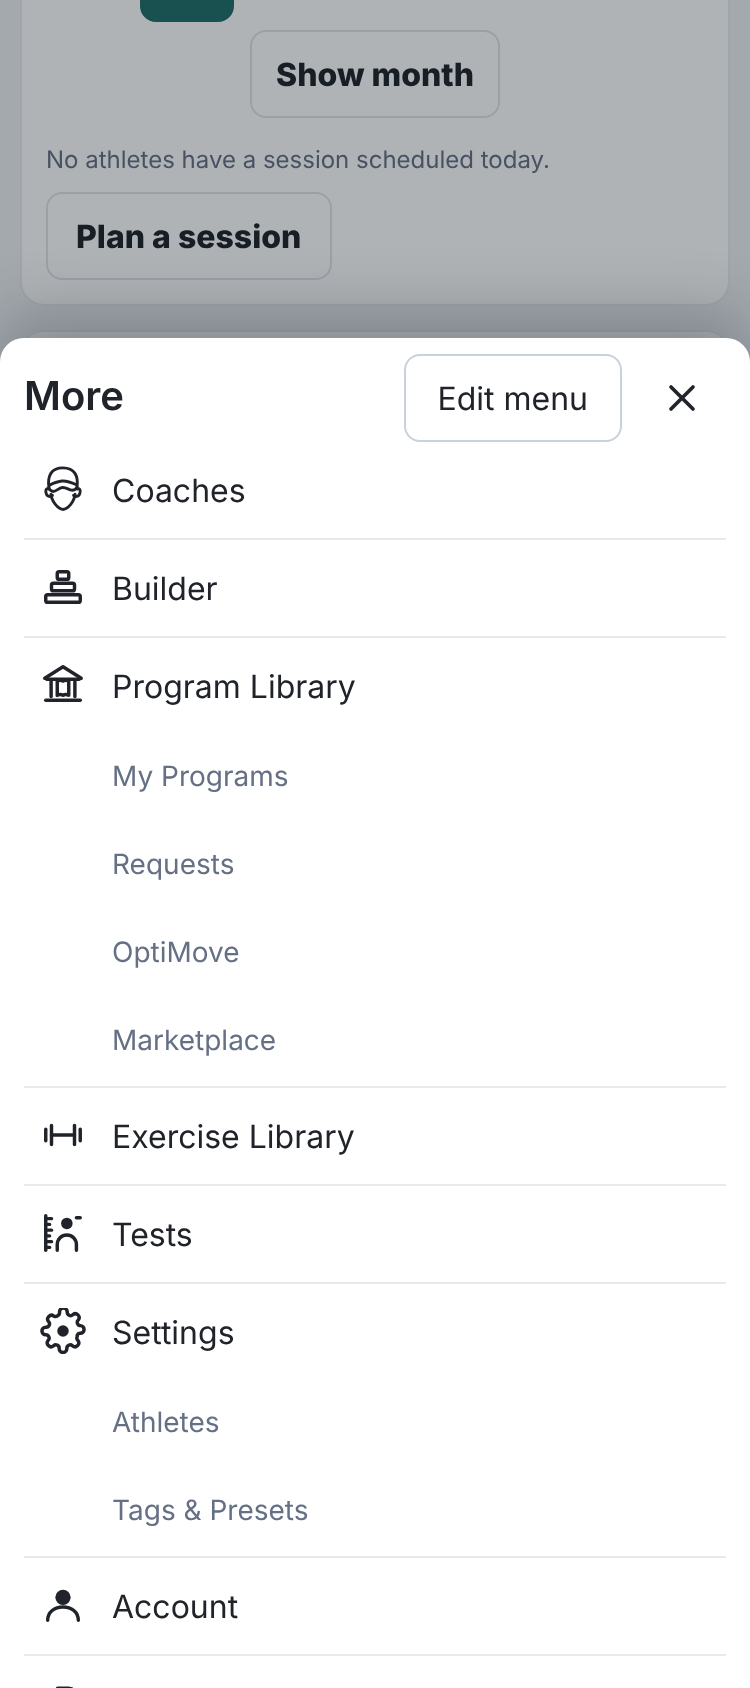 Show month
No athletes have a session scheduled today.
Plan a session
More
Edit menu
Coaches
Builder
Program Library
My Programs
Requests
OptiMove
Marketplace
Exercise Library
Tests
Settings
Athletes
Tags & Presets
Account